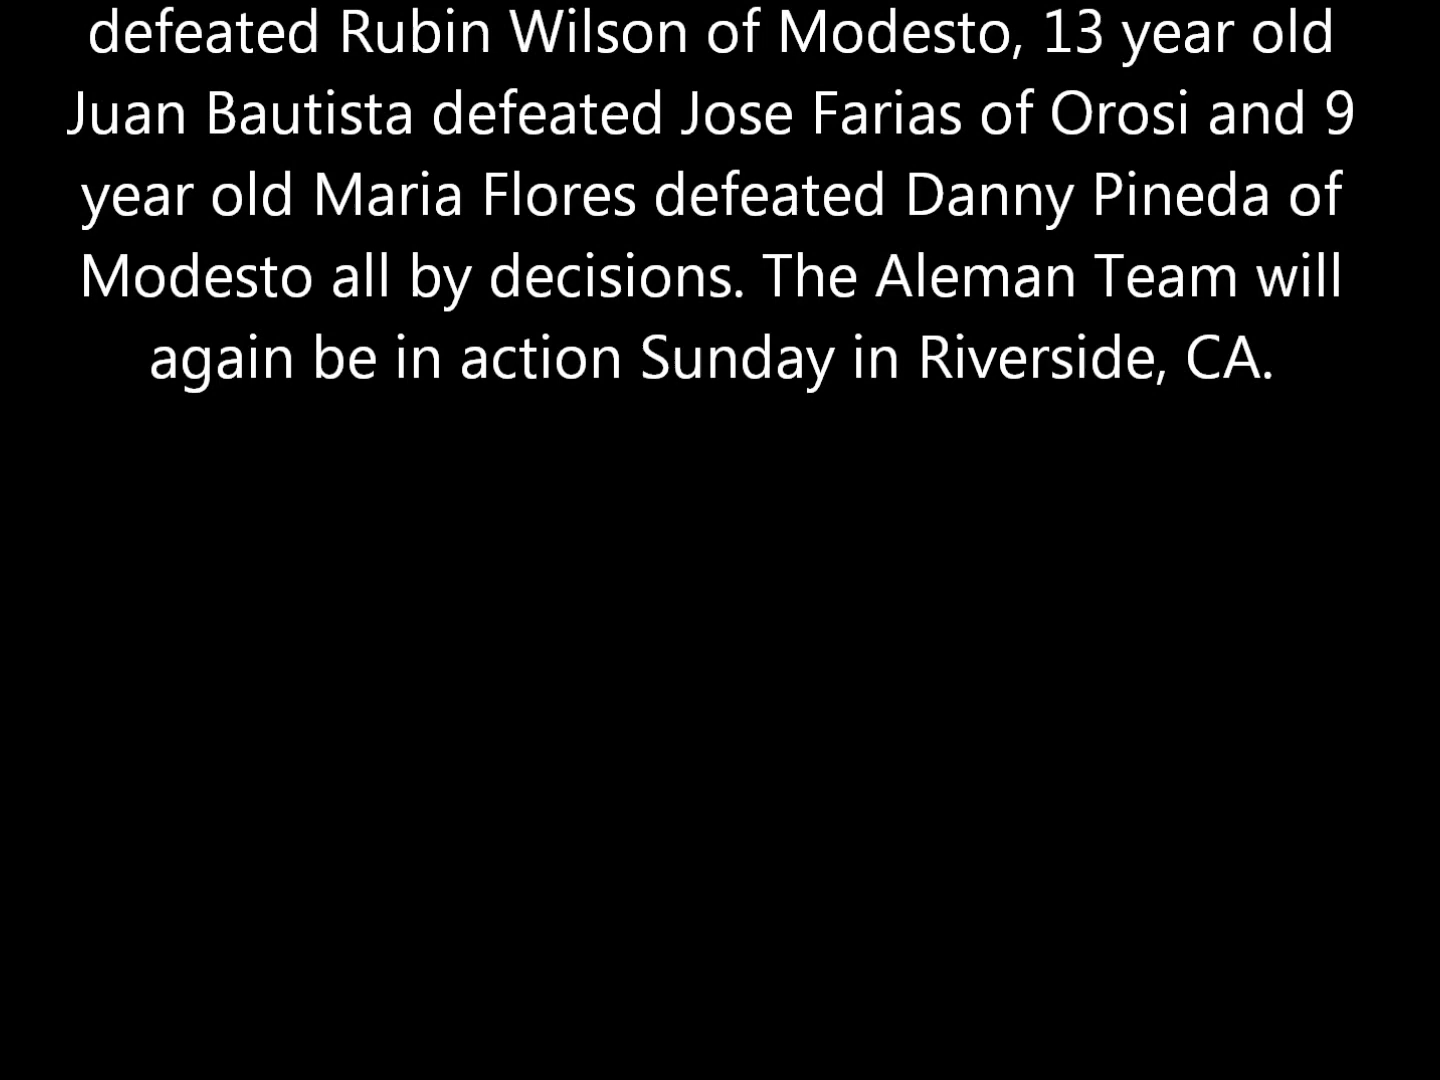 defeated Rubin Wilson of Modesto, 13 year old
Juan Bautista defeated Jose Farias of Orosi and 9
year old Maria Flores defeated Danny Pineda of
Modesto all by decisions. The Aleman Team will
again be in action Sunday in Riverside, CA.